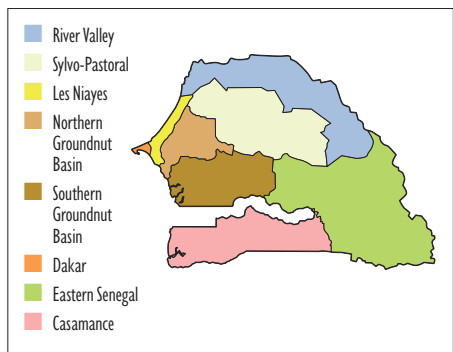 River Valley
Sylvo-Pastoral
Les Niayes
Northern
Groundnut
Basin
Southern
Groundnut
Basin
Dakar
Eastern Senegal
Casamance